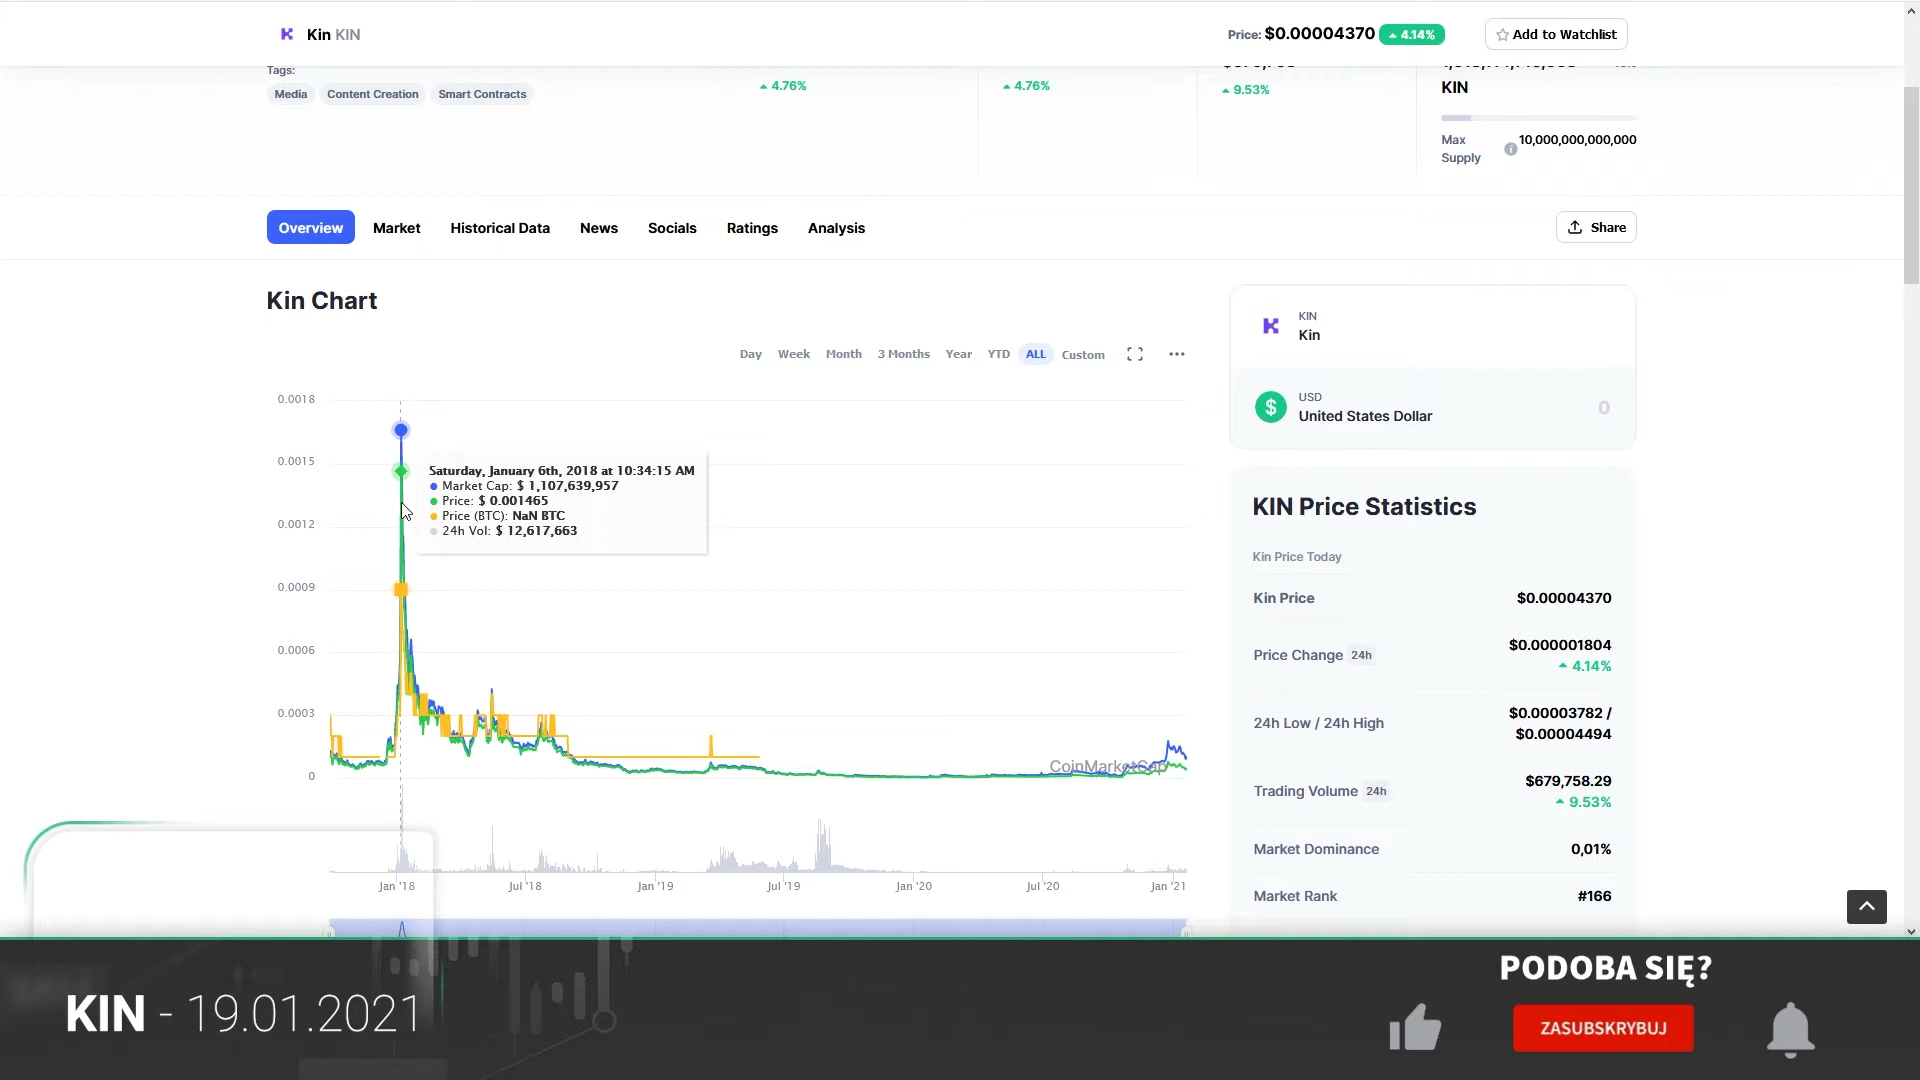 Kin KIN
Price: $0.00004370 4.14%
Add to Watchlist
Tags:
Media Content Creation Smart Contracts
4.76%
4.76%
9.53%
KIN
Max Supply
10,000,000,000,000
Overview Market Historical Data News Socials Ratings Analysis
Share
Kin Chart
Day Week Month 3 Months Year YTD ALL Custom
0.0018
0.0015
0.0012
0.0009
0.0006
0.0003
0
Saturday, January 6th, 2018 at 10:34:15 AM
Market Cap: $ 1,107,639,957
Price: $ 0.001465
Price (BTC): NaN BTC
24h Vol: $ 12,617,663
CoinMarketCap
Jan '18 Jul '18 Jan '19 Jul '19 Jan '20 Jul '20 Jan '21
KIN
Kin
USD
United States Dollar
0
KIN Price Statistics
Kin Price Today
Kin Price $0.00004370
Price Change 24h $0.000001804
4.14%
24h Low / 24h High $0.00003782 /
$0.00004494
Trading Volume 24h $679,758.29
9.53%
Market Dominance 0,01%
Market Rank #166
KIN - 19.01.2021
PODOBA SIĘ?
ZASUBSKRYBUJ